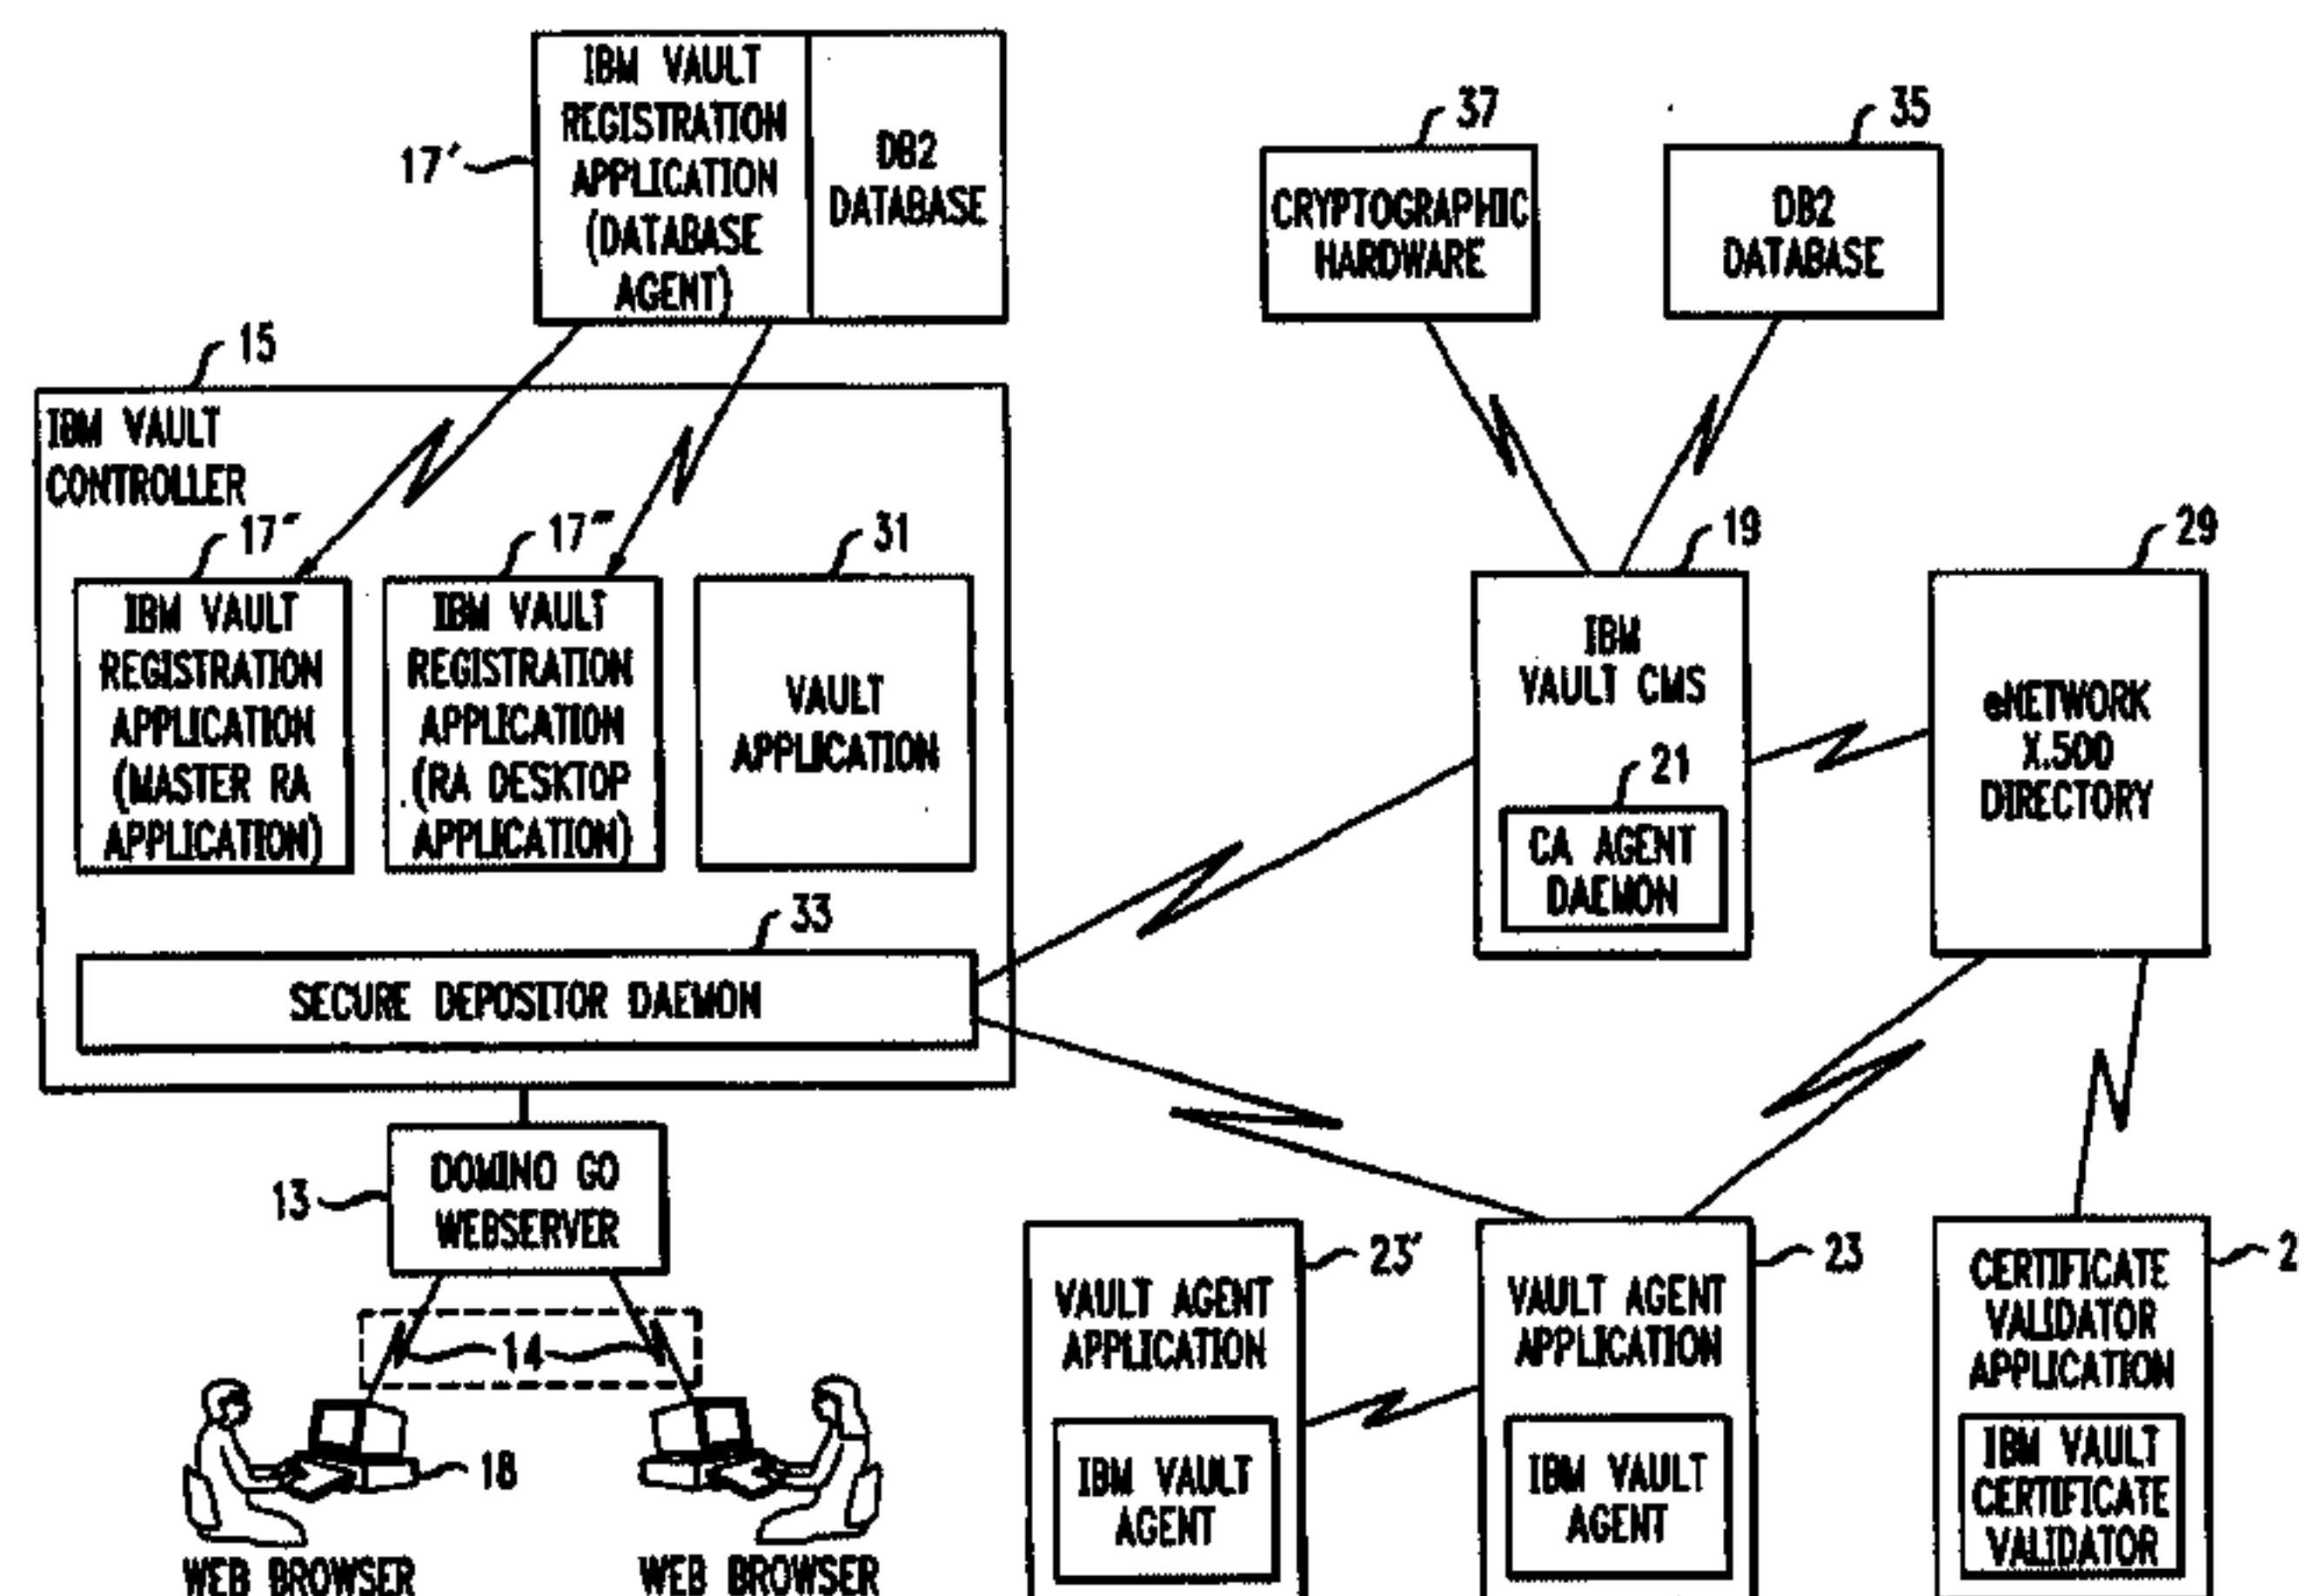 IBM VAULT
REGISTRATION
APPLICATION
(DATABASE
AGENT)
DB2
DATABASE
17′
37
CRYPTOGRAPHIC
HARDWARE
35
DB2
DATABASE
15
IBM VAULT
CONTROLLER
17″
IBM VAULT
REGISTRATION
APPLICATION
(MASTER RA
APPLICATION)
17‴
IBM VAULT
REGISTRATION
APPLICATION
(RA DESKTOP
APPLICATION)
31
VAULT
APPLICATION
33
SECURE DEPOSITOR DAEMON
19
IBM
VAULT CMS
21
CA AGENT
DAEMON
29
eNETWORK
X.500
DIRECTORY
13
DOMINO GO
WEBSERVER
14
18
WEB BROWSER
WEB BROWSER
23′
VAULT AGENT
APPLICATION
IBM VAULT
AGENT
23
VAULT AGENT
APPLICATION
IBM VAULT
AGENT
CERTIFICATE
VALIDATOR
APPLICATION
IBM VAULT
CERTIFICATE
VALIDATOR